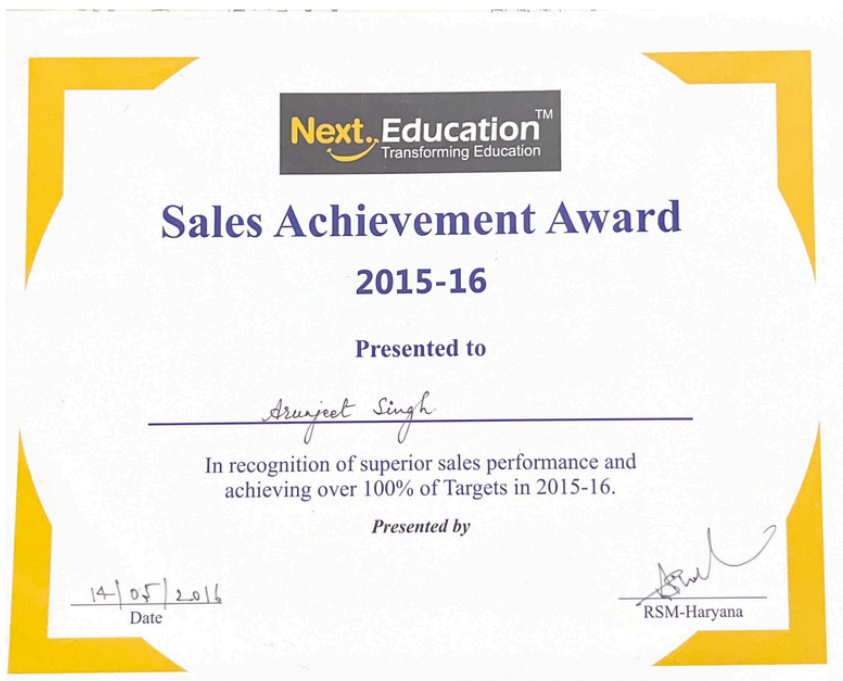 Next Education™
Transforming Education
Sales Achievement Award
2015-16
Presented to
Arunjeet Singh
In recognition of superior sales performance and
achieving over 100% of Targets in 2015-16.
Presented by
14/05/2016
Date
RSM-Haryana